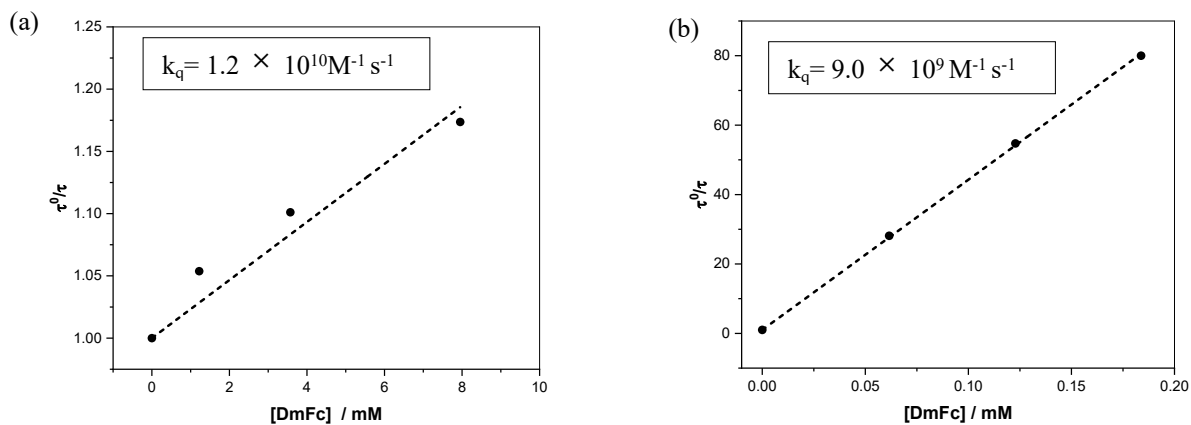 (a)
k_q= 1.2 × 10^10 M^-1 s^-1
1.25
1.20
1.15
1.10
1.05
1.00
τ^0/τ
0 2 4 6 8 10
[DmFc] / mM
(b)
k_q= 9.0 × 10^9 M^-1 s^-1
80
60
40
20
0
τ^0/τ
0.00 0.05 0.10 0.15 0.20
[DmFc] / mM